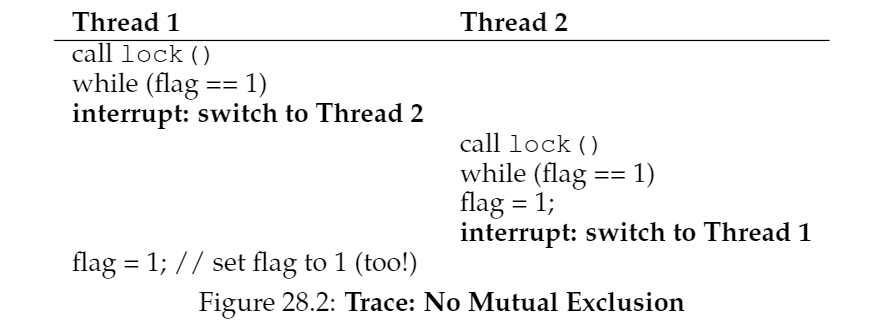 Thread 1 Thread 2
call lock()
while (flag == 1)
interrupt: switch to Thread 2
call lock()
while (flag == 1)
flag = 1;
interrupt: switch to Thread 1
flag = 1; // set flag to 1 (too!)
Figure 28.2: Trace: No Mutual Exclusion